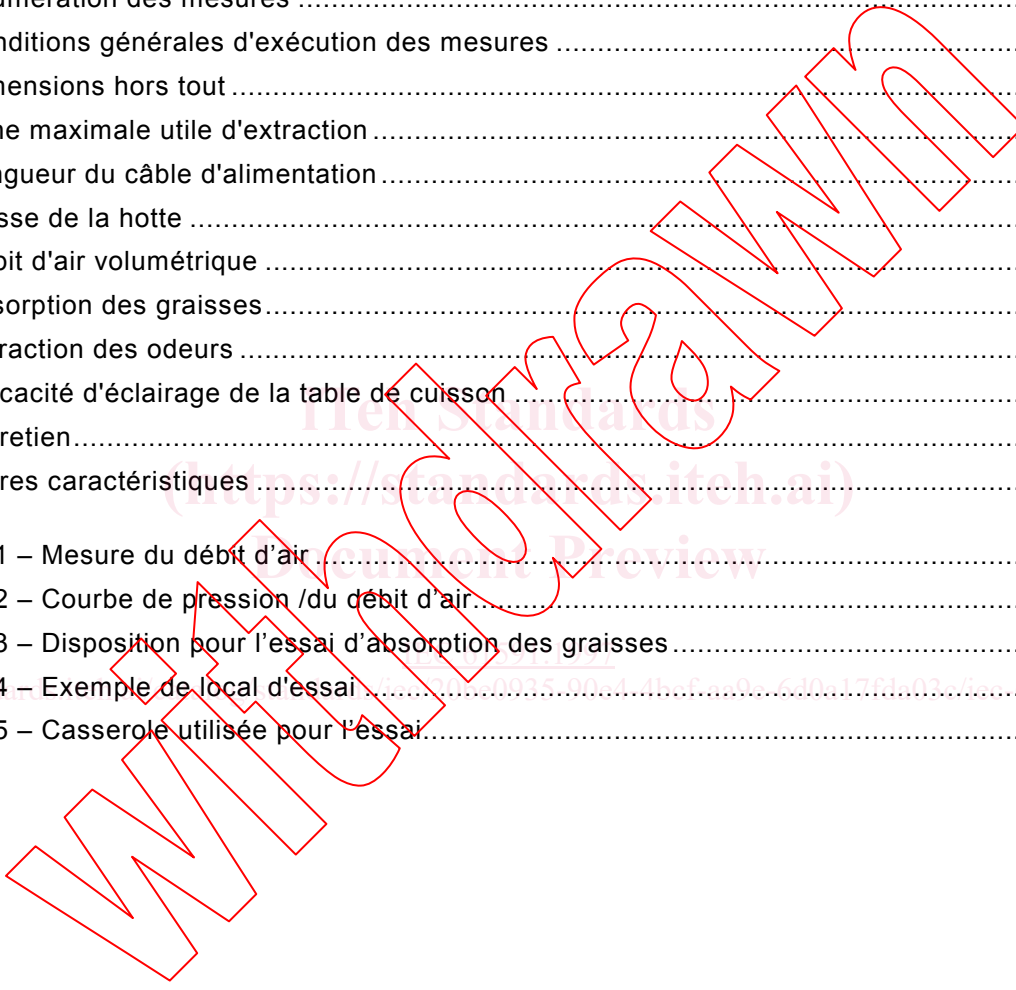 umération des mesures
nditions générales d'exécution des mesures
mensions hors tout
ne maximale utile d'extraction
ngueur du câble d'alimentation
sse de la hotte
bit d'air volumétrique
sorption des graisses
traction des odeurs
icacité d'éclairage de la table de cuisson
iTeh Standards
tretien
tres caractéristiques
(https://standards.iteh.ai)
1 – Mesure du débit d'air
Document Preview
2 – Courbe de pression /du débit d'air
3 – Disposition pour l'essai d'absorption des graisses
4 – Exemple de local d'essai
5 – Casserole utilisée pour l'essai
withdrawn